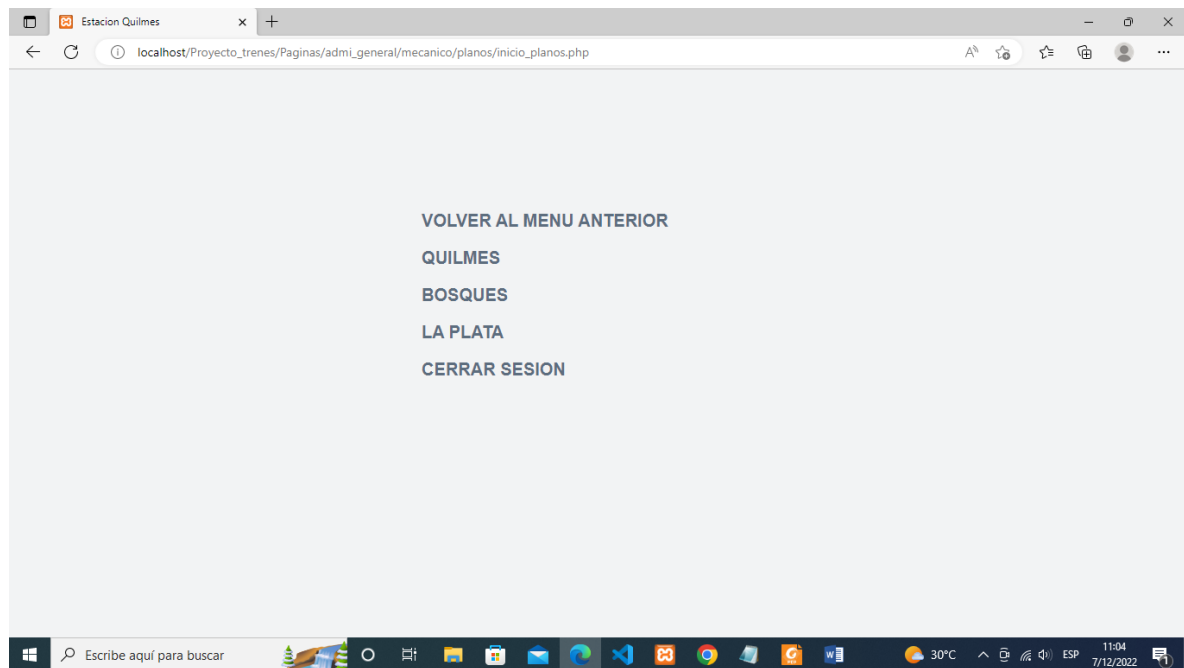 Estacion Quilmes
localhost/Proyecto_trenes/Paginas/admi_general/mecanico/planos/inicio_planos.php
VOLVER AL MENU ANTERIOR
QUILMES
BOSQUES
LA PLATA
CERRAR SESION
Escribe aquí para buscar
30°C
ESP
11:04
7/12/2022